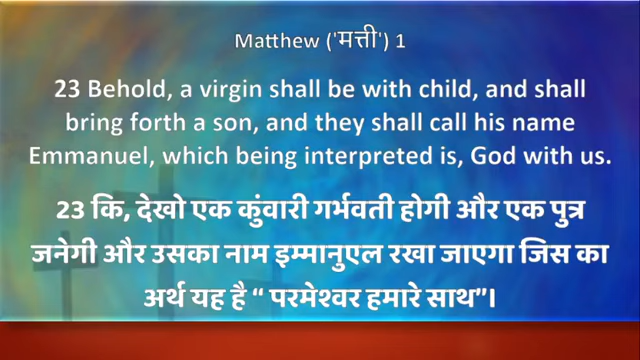 Matthew ('मत्ती') 1
23 Behold, a virgin shall be with child, and shall
bring forth a son, and they shall call his name
Emmanuel, which being interpreted is, God with us.
23 कि, देखो एक कुंवारी गर्भवती होगी और एक पुत्र
जनेगी और उसका नाम इम्मानुएल रखा जाएगा जिस का
अर्थ यह है “ परमेश्वर हमारे साथ”।